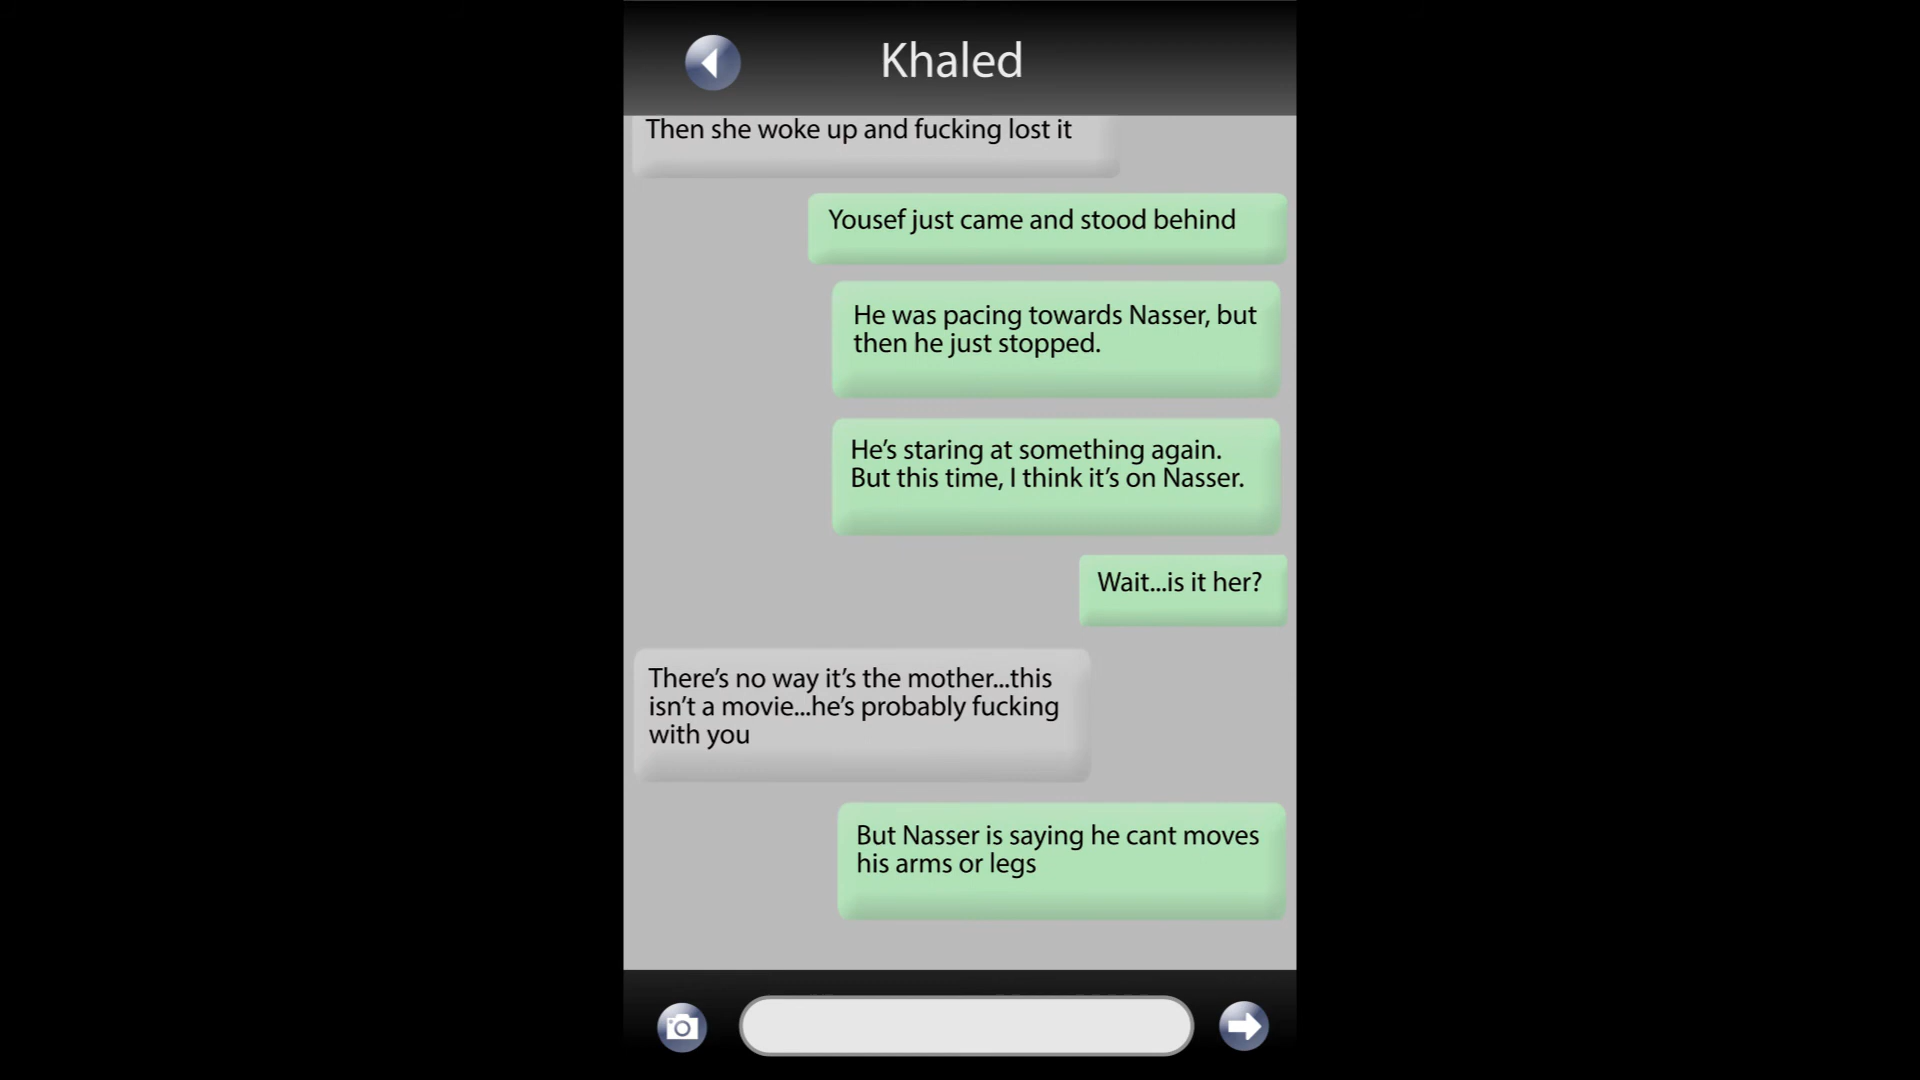 Khaled
Then she woke up and fucking lost it
Yousef just came and stood behind
He was pacing towards Nasser, but
then he just stopped.
He's staring at something again.
But this time, I think it's on Nasser.
Wait...is it her?
There's no way it's the mother...this
isn't a movie...he's probably fucking
with you
But Nasser is saying he cant moves
his arms or legs